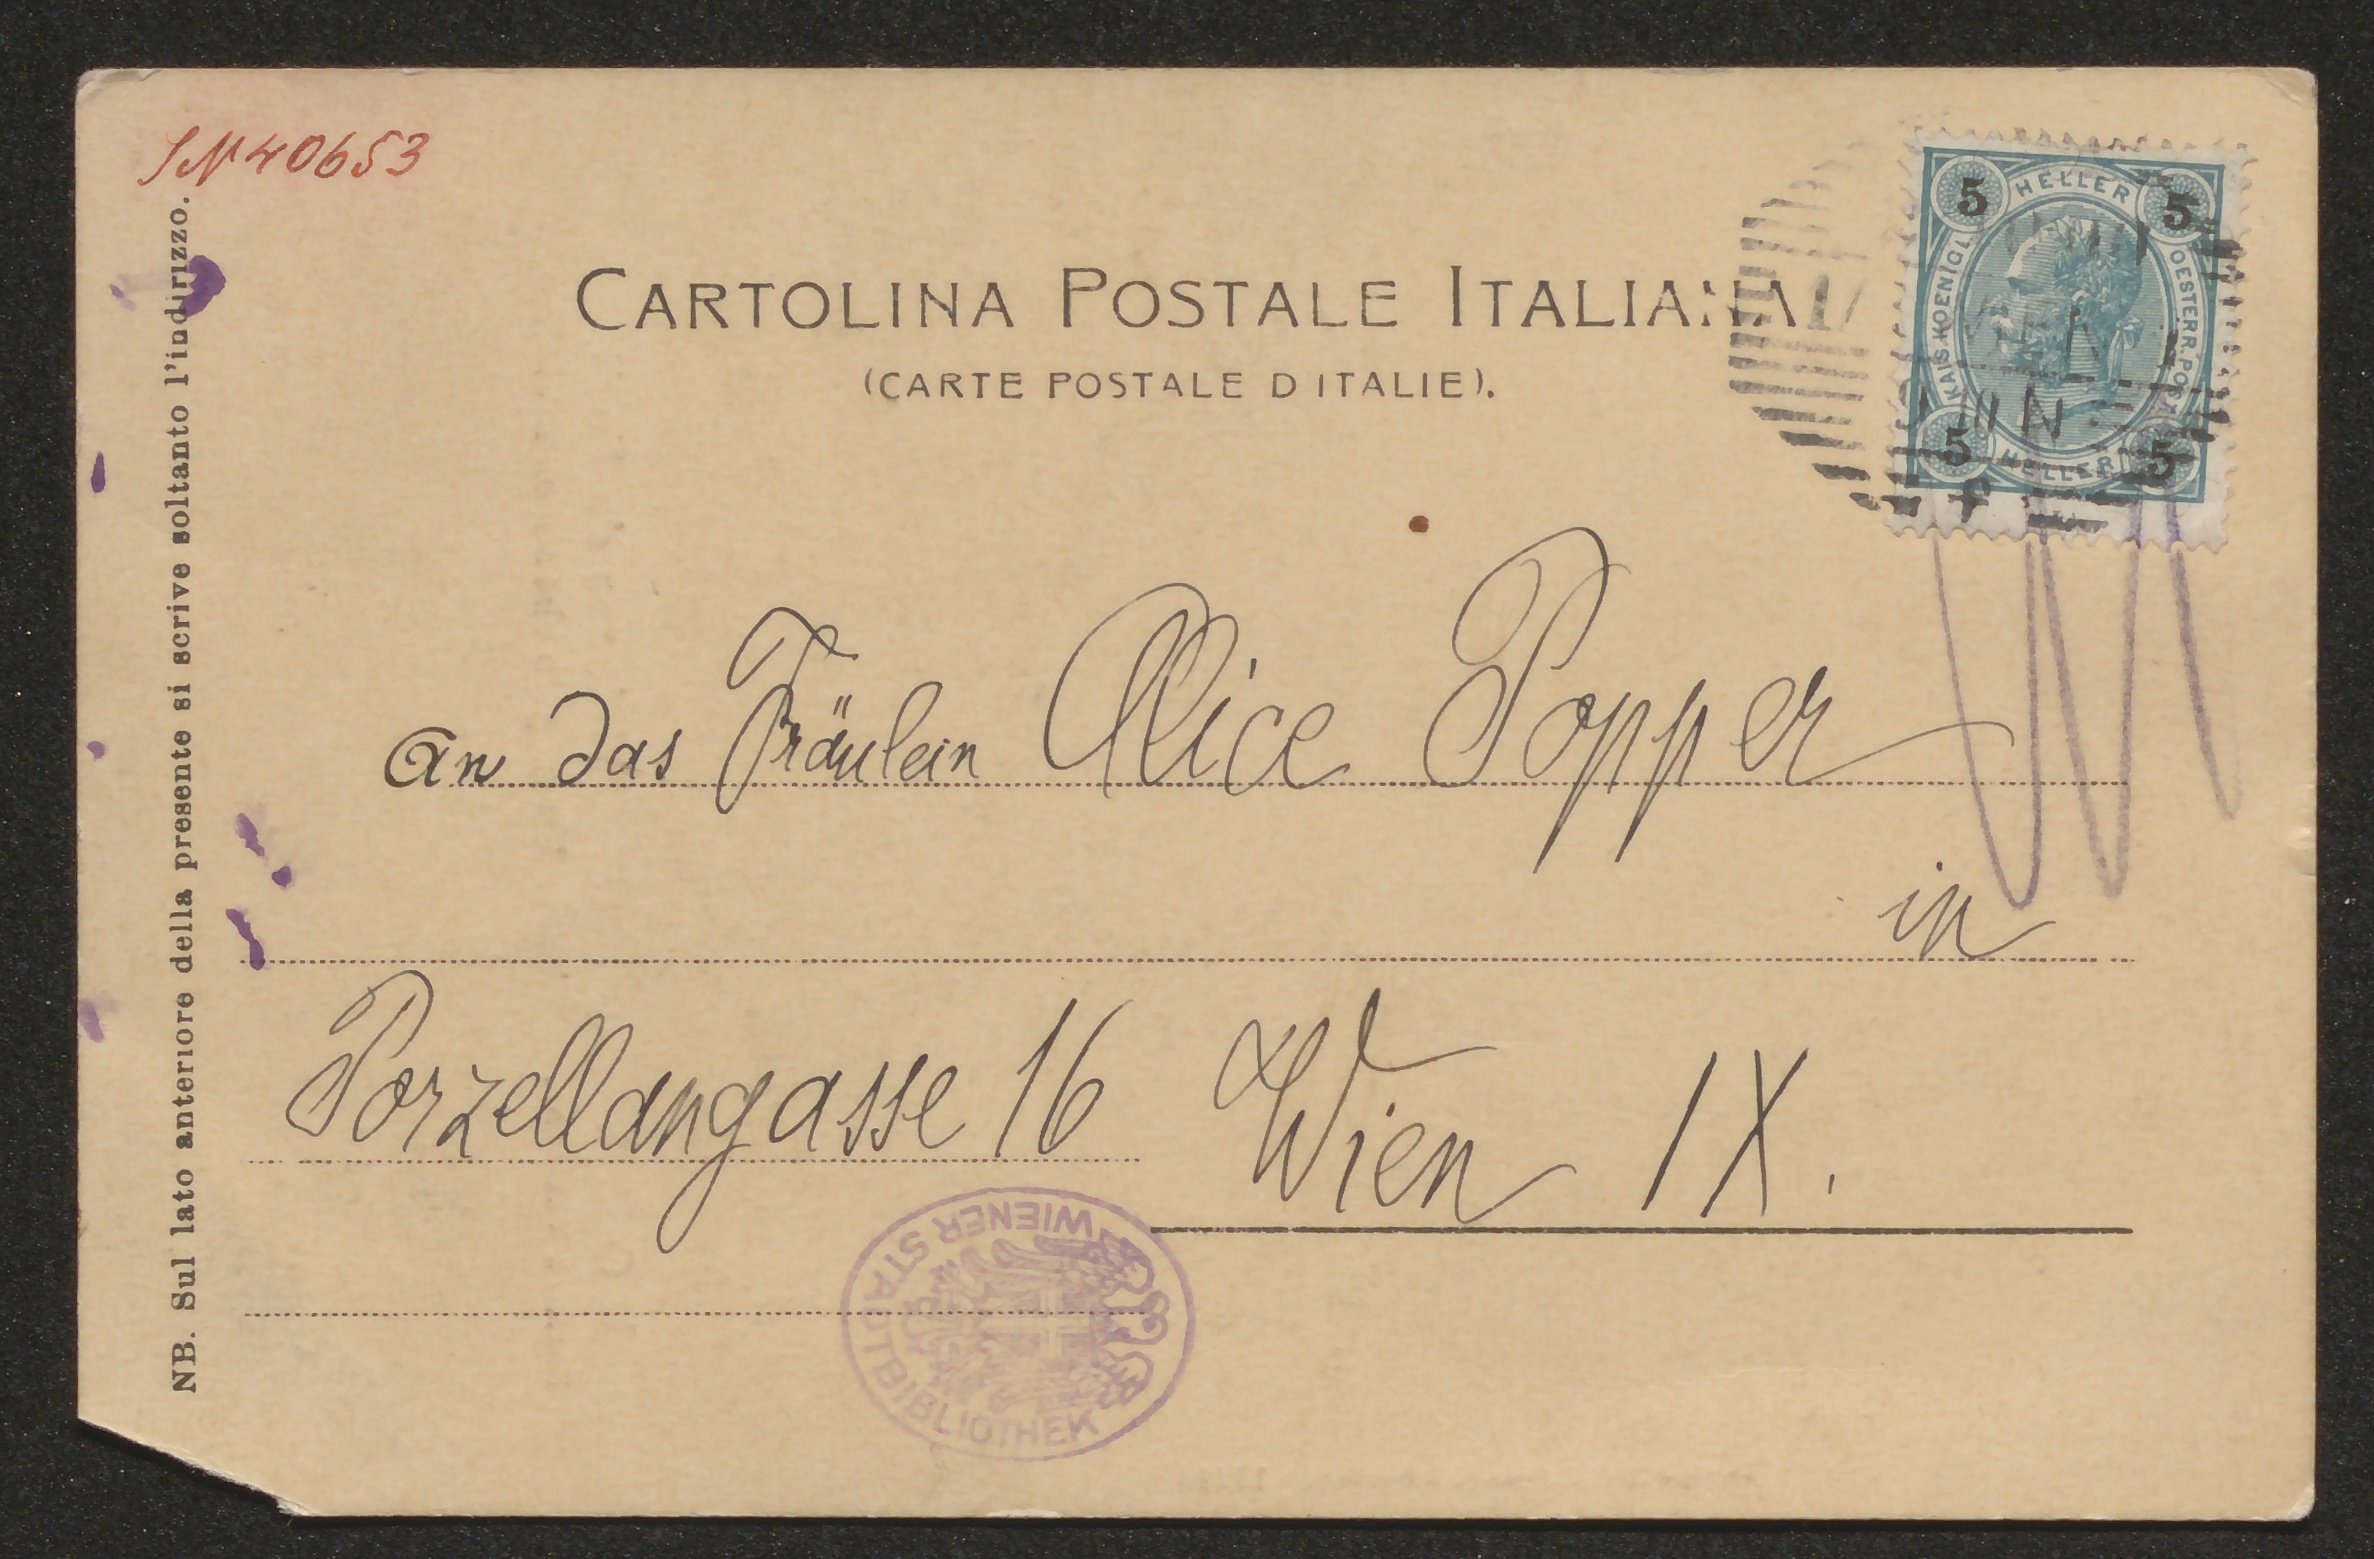 JN 40653
CARTOLINA POSTALE ITALIANA
(CARTE POSTALE D ITALIE).
5 HELLER 5
KAIS. KOENIGL.
OESTERR. POST
5 HELLER 5
An das Fräulein Alice Popper
in
Porzellangasse 16 Wien IX.
WIENER STADTBIBLIOTHEK
NB. Sul lato anteriore della presente si scrive soltanto l'indirizzo.